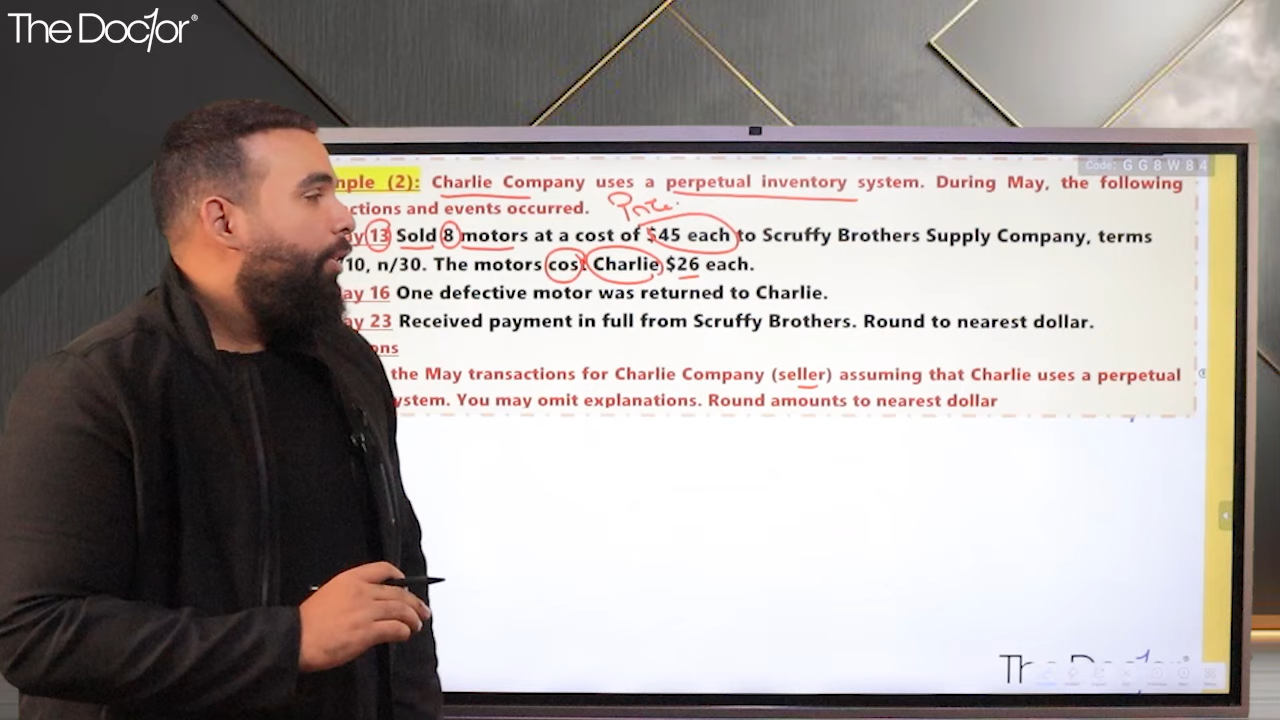 The Doctor®
Code: GG8W84
mple (2): Charlie Company uses a perpetual inventory system. During May, the following
ctions and events occurred.
Price
y 13 Sold 8 motors at a cost of $45 each to Scruffy Brothers Supply Company, terms
/10, n/30. The motors cost Charlie $26 each.
ay 16 One defective motor was returned to Charlie.
ay 23 Received payment in full from Scruffy Brothers. Round to nearest dollar.
ons
the May transactions for Charlie Company (seller) assuming that Charlie uses a perpetual
ystem. You may omit explanations. Round amounts to nearest dollar